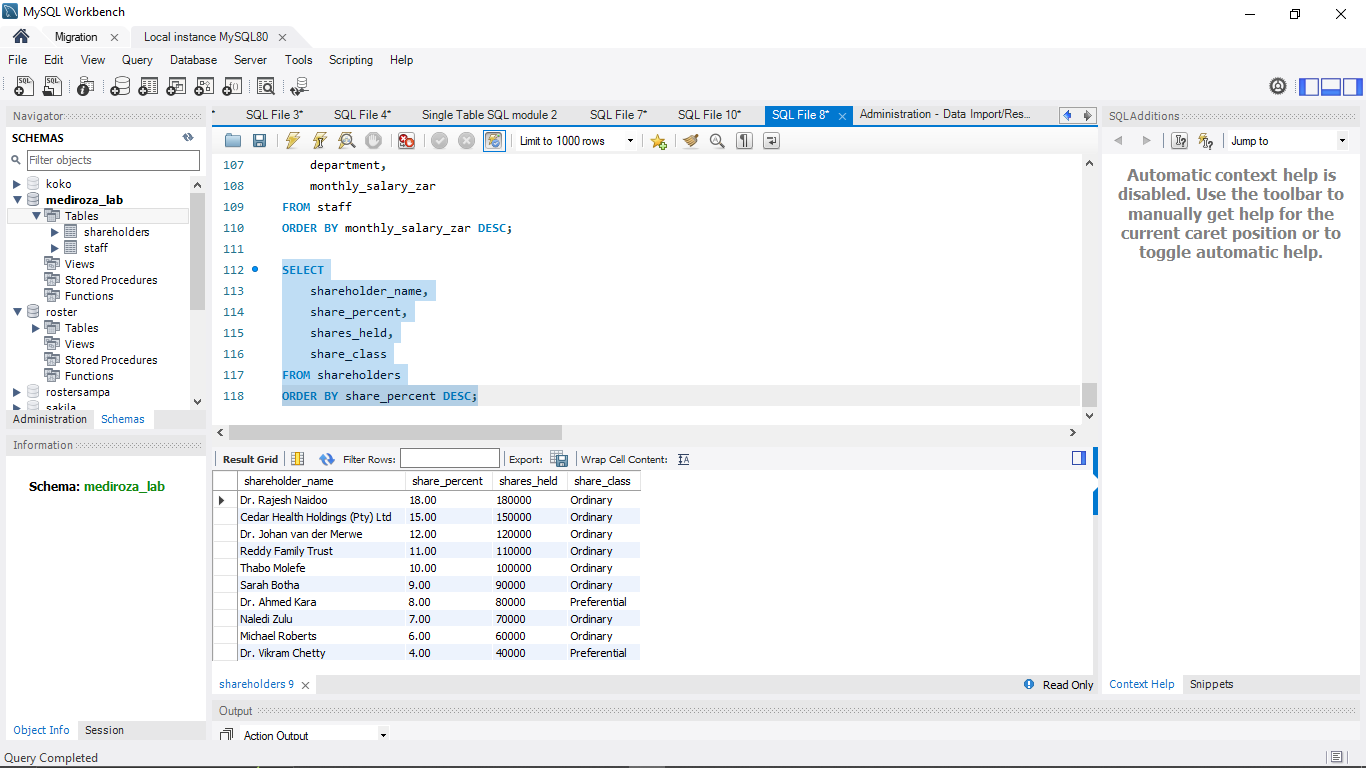 MySQL Workbench
Migration
Local instance MySQL80
File Edit View Query Database Server Tools Scripting Help
Navigator
SCHEMAS
Filter objects
koko
mediroza_lab
Tables
shareholders
staff
Views
Stored Procedures
Functions
roster
Tables
Views
Stored Procedures
Functions
rostersampa
sakila
Administration Schemas
Information
Schema: mediroza_lab
Object Info Session
SQL File 3* SQL File 4* Single Table SQL module 2 SQL File 7* SQL File 10* SQL File 8* Administration - Data Import/Res...
Limit to 1000 rows
107 department,
108 monthly_salary_zar
109 FROM staff
110 ORDER BY monthly_salary_zar DESC;
111
112 SELECT
113 shareholder_name,
114 share_percent,
115 shares_held,
116 share_class
117 FROM shareholders
118 ORDER BY share_percent DESC;
Result Grid Filter Rows: Export: Wrap Cell Content:
shareholder_name share_percent shares_held share_class
Dr. Rajesh Naidoo 18.00 180000 Ordinary
Cedar Health Holdings (Pty) Ltd 15.00 150000 Ordinary
Dr. Johan van der Merwe 12.00 120000 Ordinary
Reddy Family Trust 11.00 110000 Ordinary
Thabo Molefe 10.00 100000 Ordinary
Sarah Botha 9.00 90000 Ordinary
Dr. Ahmed Kara 8.00 80000 Preferential
Naledi Zulu 7.00 70000 Ordinary
Michael Roberts 6.00 60000 Ordinary
Dr. Vikram Chetty 4.00 40000 Preferential
shareholders 9
Read Only
Output
Action Output
SQLAdditions
Jump to
Automatic context help is
disabled. Use the toolbar to
manually get help for the
current caret position or to
toggle automatic help.
Context Help Snippets
Query Completed